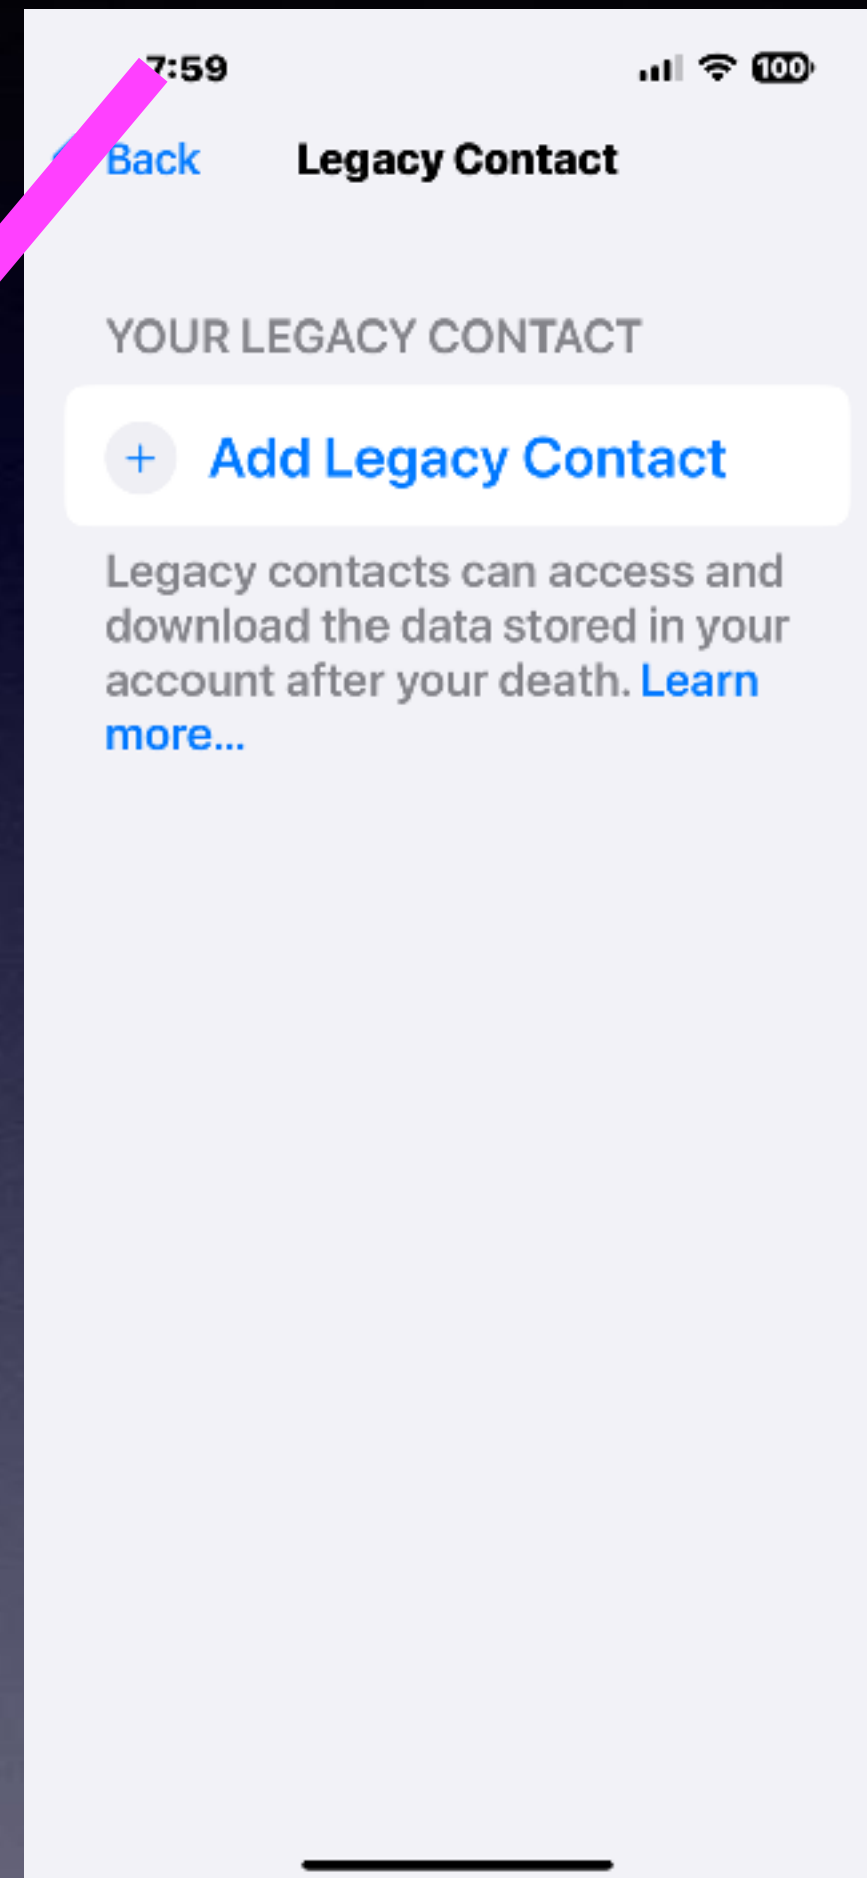 7:59
100
Back
Legacy Contact
YOUR LEGACY CONTACT
+ Add Legacy Contact
Legacy contacts can access and
download the data stored in your
account after your death. Learn
more...